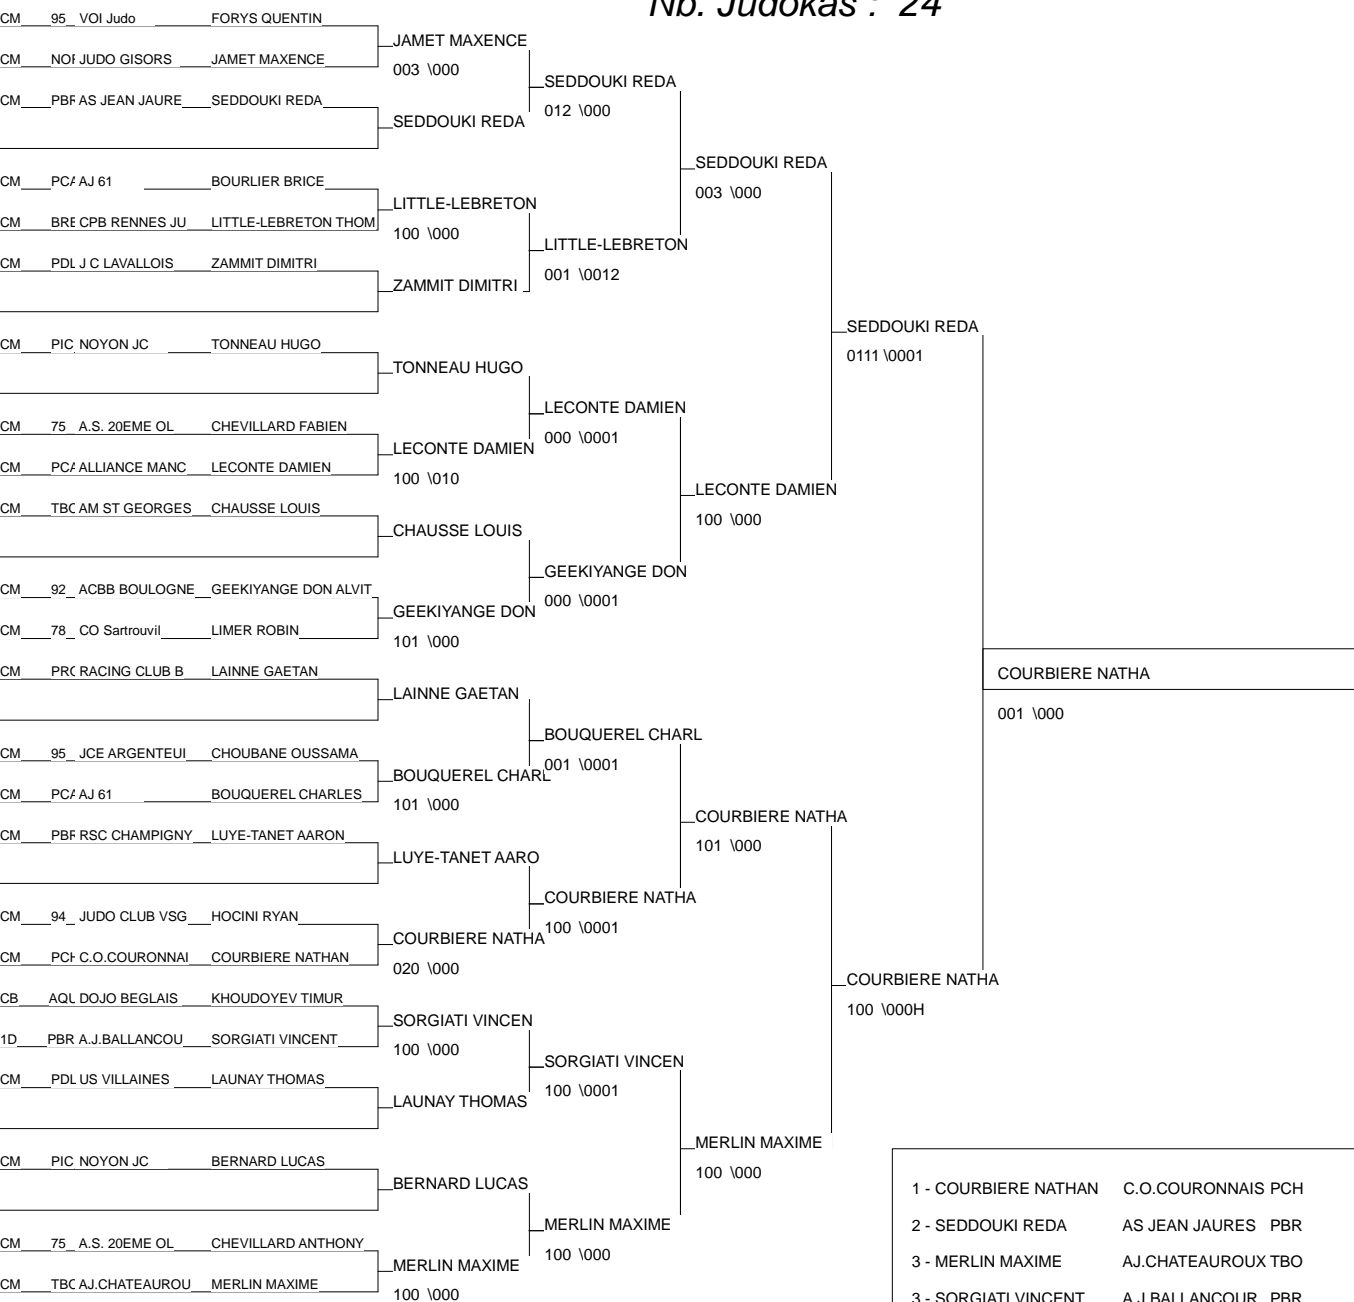 Nb. Judokas : 24
CM 95 VOI Judo FORYS QUENTIN
JAMET MAXENCE
CM NOR JUDO GISORS JAMET MAXENCE
003 \000
SEDDOUKI REDA
CM PBR AS JEAN JAURE SEDDOUKI REDA
012 \000
SEDDOUKI REDA
SEDDOUKI REDA
CM PCA AJ 61 BOURLIER BRICE
003 \000
LITTLE-LEBRETON
CM BRE CPB RENNES JU LITTLE-LEBRETON THOM
100 \000
LITTLE-LEBRETON
CM PDL J C LAVALLOIS ZAMMIT DIMITRI
001 \0012
ZAMMIT DIMITRI
SEDDOUKI REDA
CM PIC NOYON JC TONNEAU HUGO
0111 \0001
TONNEAU HUGO
LECONTE DAMIEN
CM 75 A.S. 20EME OL CHEVILLARD FABIEN
000 \0001
LECONTE DAMIEN
CM PCA ALLIANCE MANC LECONTE DAMIEN
100 \010
LECONTE DAMIEN
CM TBO AM ST GEORGES CHAUSSE LOUIS
100 \000
CHAUSSE LOUIS
GEEKIYANGE DON
CM 92 ACBB BOULOGNE GEEKIYANGE DON ALVIT
000 \0001
GEEKIYANGE DON
CM 78 CO Sartrouvil LIMER ROBIN
101 \000
CM PRO RACING CLUB B LAINNE GAETAN
COURBIERE NATHA
LAINNE GAETAN
001 \000
BOUQUEREL CHARL
CM 95 JCE ARGENTEUI CHOUBANE OUSSAMA
001 \0001
BOUQUEREL CHARL
CM PCA AJ 61 BOUQUEREL CHARLES
101 \000
COURBIERE NATHA
CM PBR RSC CHAMPIGNY LUYE-TANET AARON
101 \000
LUYE-TANET AARO
COURBIERE NATHA
CM 94 JUDO CLUB VSG HOCINI RYAN
100 \0001
COURBIERE NATHA
CM PCH C.O.COURONNAI COURBIERE NATHAN
020 \000
COURBIERE NATHA
CB AQU DOJO BEGLAIS KHOUDOYEV TIMUR
100 \000H
SORGIATI VINCEN
1D PBR A.J.BALLANCOU SORGIATI VINCENT
100 \000
SORGIATI VINCEN
CM PDL US VILLAINES LAUNAY THOMAS
100 \0001
LAUNAY THOMAS
MERLIN MAXIME
CM PIC NOYON JC BERNARD LUCAS
100 \000
BERNARD LUCAS
1 - COURBIERE NATHAN C.O.COURONNAIS PCH
MERLIN MAXIME
2 - SEDDOUKI REDA AS JEAN JAURES PBR
CM 75 A.S. 20EME OL CHEVILLARD ANTHONY
100 \000
3 - MERLIN MAXIME AJ.CHATEAUROUX TBO
MERLIN MAXIME
CM TBO AJ.CHATEAUROU MERLIN MAXIME
100 \000
3 - SORGIATI VINCENT A.J.BALLANCOUR PBR